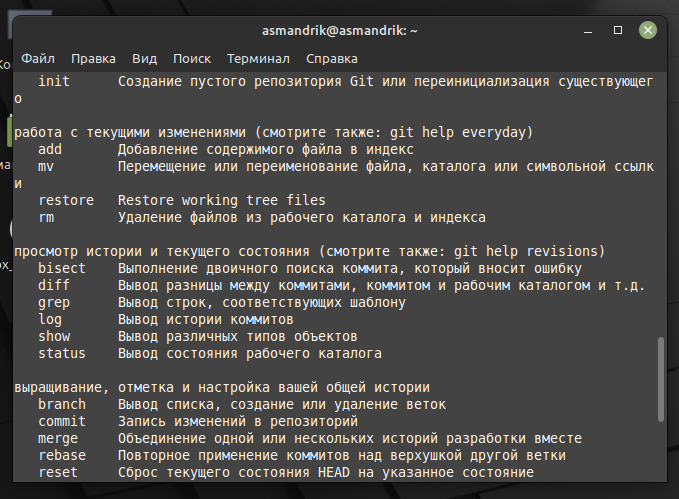 asmandrik@asmandrik: ~
Файл Правка Вид Поиск Терминал Справка
init Создание пустого репозитория Git или переинициализация существующег
о
работа с текущими изменениями (смотрите также: git help everyday)
add Добавление содержимого файла в индекс
mv Перемещение или переименование файла, каталога или символьной ссылк
и
restore Restore working tree files
rm Удаление файлов из рабочего каталога и индекса
просмотр истории и текущего состояния (смотрите также: git help revisions)
bisect Выполнение двоичного поиска коммита, который вносит ошибку
diff Вывод разницы между коммитами, коммитом и рабочим каталогом и т.д.
grep Вывод строк, соответствующих шаблону
log Вывод истории коммитов
show Вывод различных типов объектов
status Вывод состояния рабочего каталога
выращивание, отметка и настройка вашей общей истории
branch Вывод списка, создание или удаление веток
commit Запись изменений в репозиторий
merge Объединение одной или нескольких историй разработки вместе
rebase Повторное применение коммитов над верхушкой другой ветки
reset Сброс текущего состояния HEAD на указанное состояние